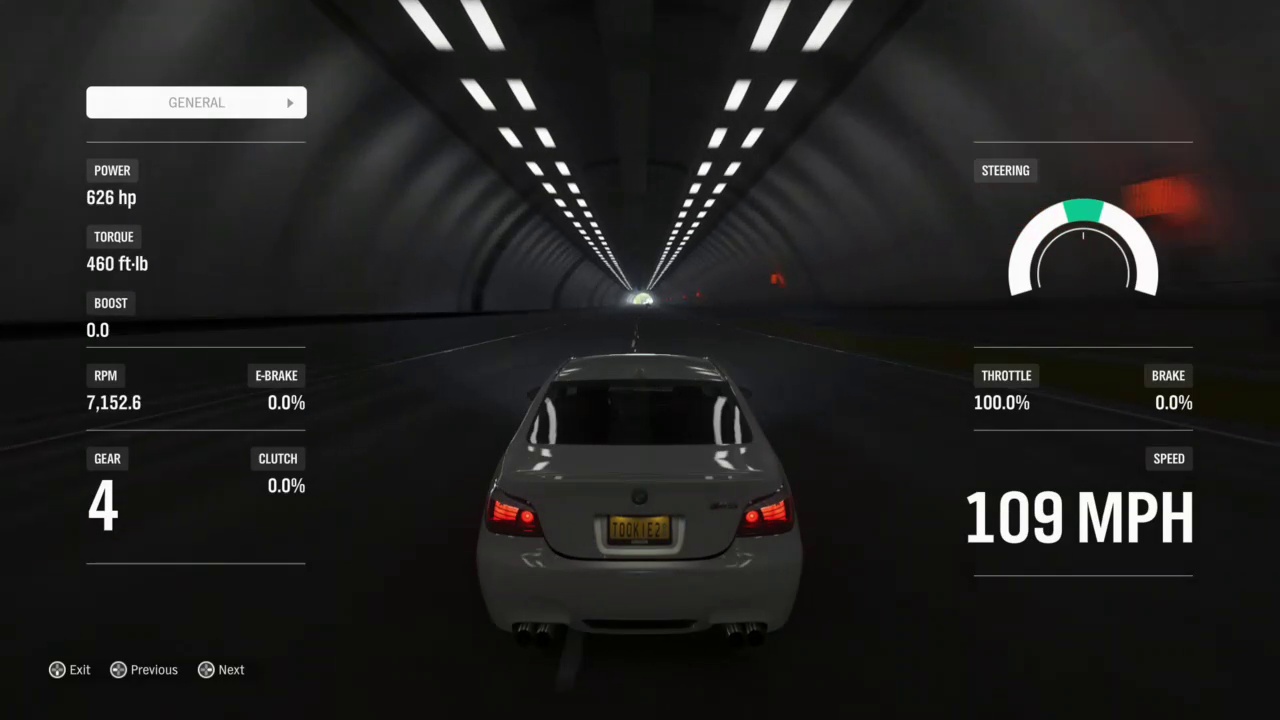 GENERAL
POWER
626 hp
TORQUE
460 ft·lb
BOOST
0.0
RPM
E-BRAKE
7,152.6
0.0%
GEAR
CLUTCH
4
0.0%
STEERING
THROTTLE
BRAKE
100.0%
0.0%
SPEED
109 MPH
Exit
Previous
Next